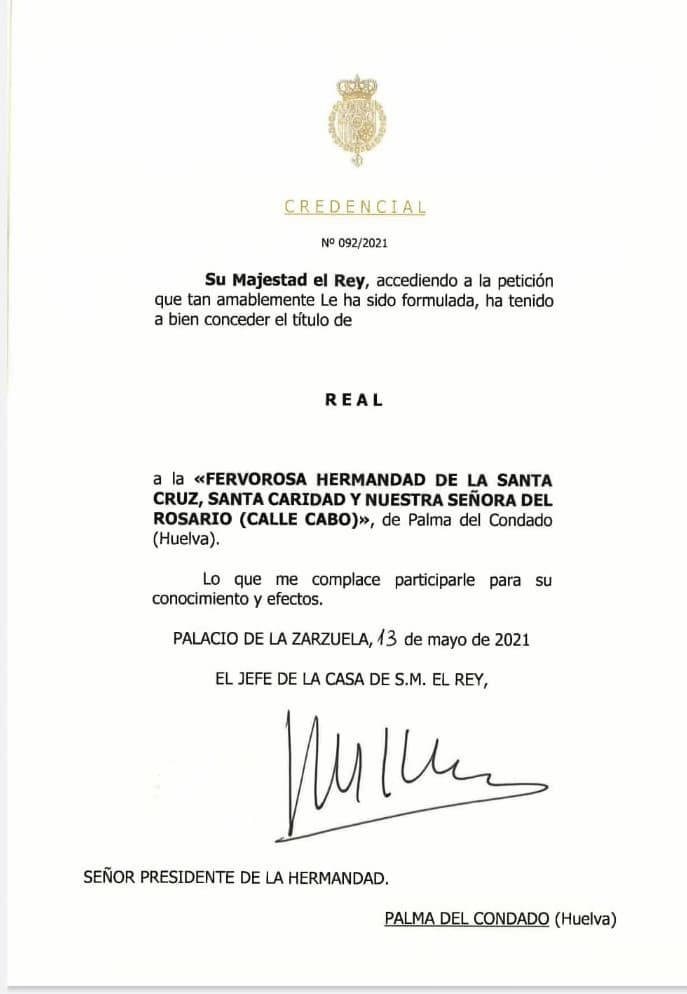 CREDENCIAL
Nº 092/2021
Su Majestad el Rey, accediendo a la petición
que tan amablemente Le ha sido formulada, ha tenido
a bien conceder el título de
REAL
a la «FERVOROSA HERMANDAD DE LA SANTA
CRUZ, SANTA CARIDAD Y NUESTRA SEÑORA DEL
ROSARIO (CALLE CABO)», de Palma del Condado
(Huelva).
Lo que me complace participarle para su
conocimiento y efectos.
PALACIO DE LA ZARZUELA, 13 de mayo de 2021
EL JEFE DE LA CASA DE S.M. EL REY,
SEÑOR PRESIDENTE DE LA HERMANDAD.
PALMA DEL CONDADO (Huelva)